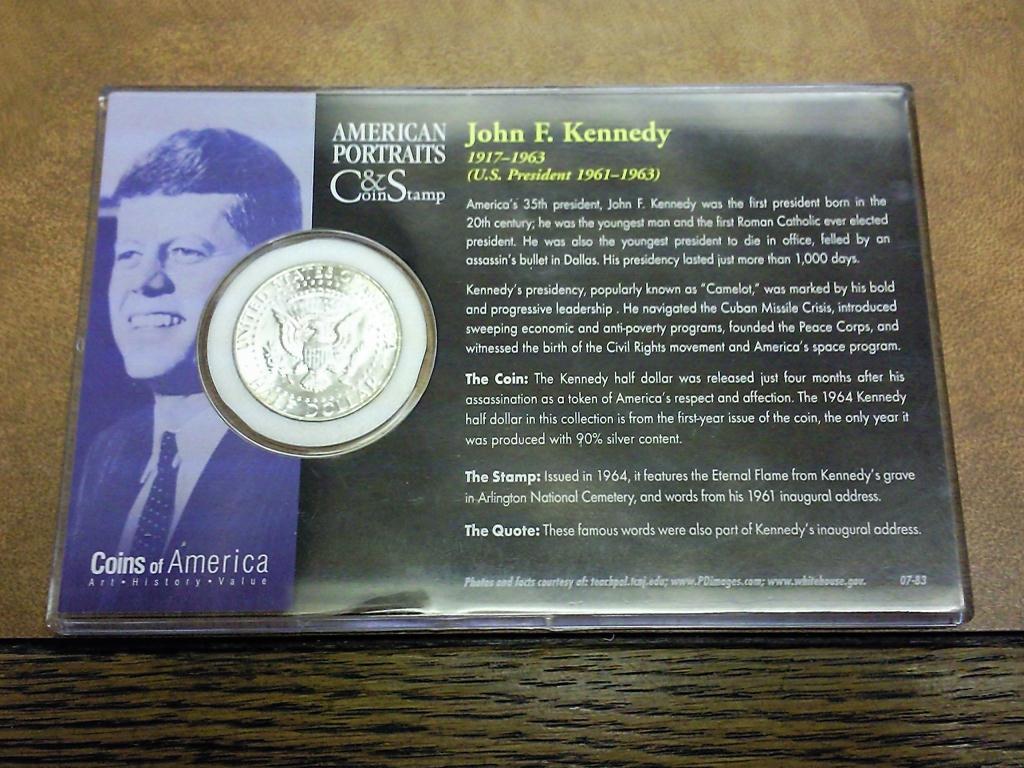 AMERICAN
PORTRAITS
&
CoinStamp
John F. Kennedy
1917–1963
(U.S. President 1961–1963)
America's 35th president, John F. Kennedy was the first president born in the
20th century; he was the youngest man and the first Roman Catholic ever elected
president. He was also the youngest president to die in office, felled by an
assassin's bullet in Dallas. His presidency lasted just more than 1,000 days.
Kennedy's presidency, popularly known as "Camelot," was marked by his bold
and progressive leadership . He navigated the Cuban Missile Crisis, introduced
sweeping economic and anti-poverty programs, founded the Peace Corps, and
witnessed the birth of the Civil Rights movement and America's space program.
The Coin: The Kennedy half dollar was released just four months after his
assassination as a token of America's respect and affection. The 1964 Kennedy
half dollar in this collection is from the first-year issue of the coin, the only year it
was produced with 90% silver content.
The Stamp: Issued in 1964, it features the Eternal Flame from Kennedy's grave
in Arlington National Cemetery, and words from his 1961 inaugural address.
The Quote: These famous words were also part of Kennedy's inaugural address.
Photos and facts courtesy of: teachpol.tcnj.edu; www.PDimages.com; www.whitehouse.gov.
07-83
UNITED STATES OF
HALF DOLLAR
Coins of America
Art • History • Value